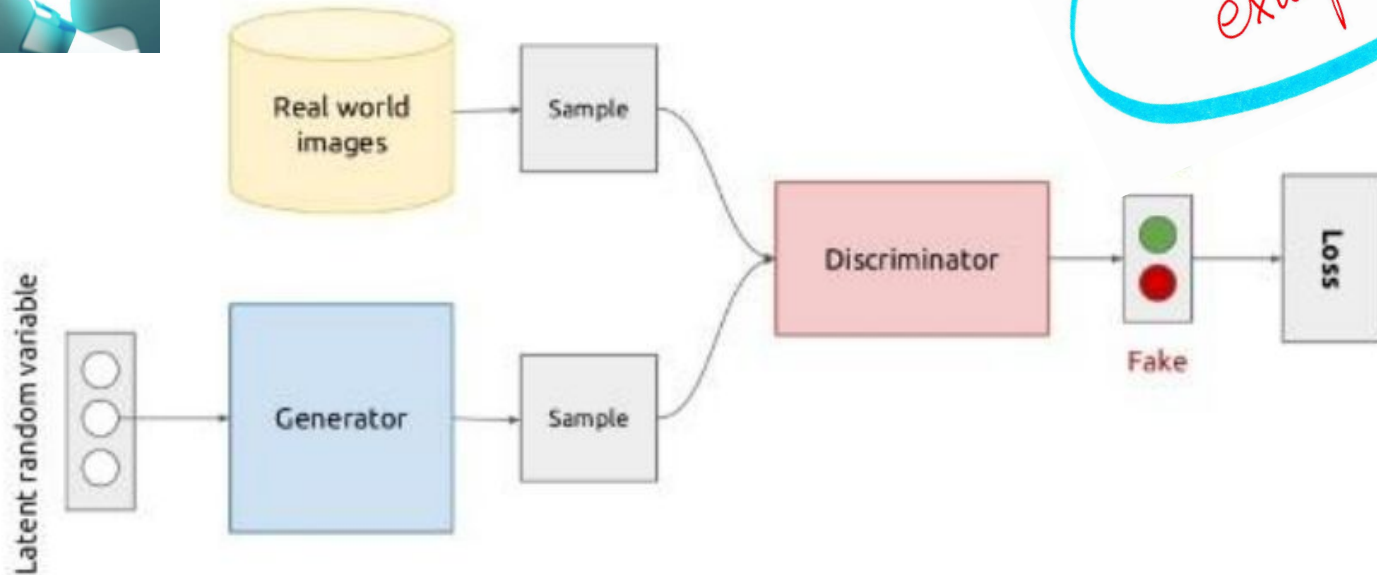 Real world
images
Sample
Discriminator
Loss
Fake
Latent random variable
Generator
Sample